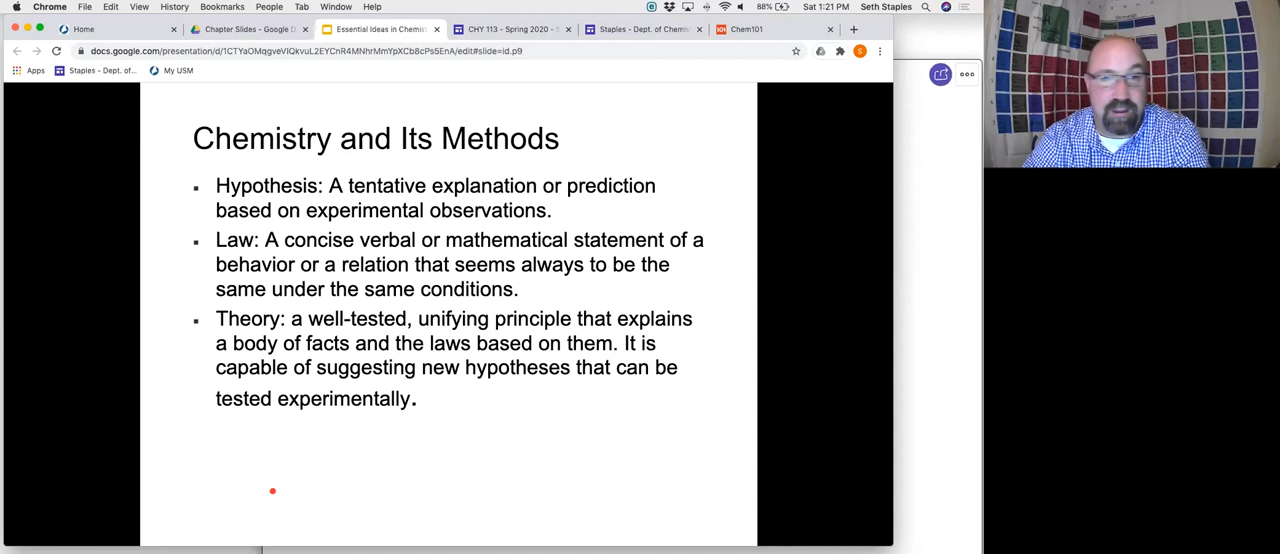 Chrome File Edit View History Bookmarks People Tab Window Help 88% Sat 1:21 PM Seth Staples
Home Chapter Slides - Google D Essential Ideas in Chemis CHY 113 - Spring 2020 - Staples - Dept. of Chemis Chem101
docs.google.com/presentation/d/1CTYaOMqgveVIQkvuL2EYCnR4MNhrMmYpXCb8cPs5EnA/edit#slide=id.p9
Apps Staples - Dept. of... My USM
Chemistry and Its Methods
▪ Hypothesis: A tentative explanation or prediction
based on experimental observations.
▪ Law: A concise verbal or mathematical statement of a
behavior or a relation that seems always to be the
same under the same conditions.
▪ Theory: a well-tested, unifying principle that explains
a body of facts and the laws based on them. It is
capable of suggesting new hypotheses that can be
tested experimentally.